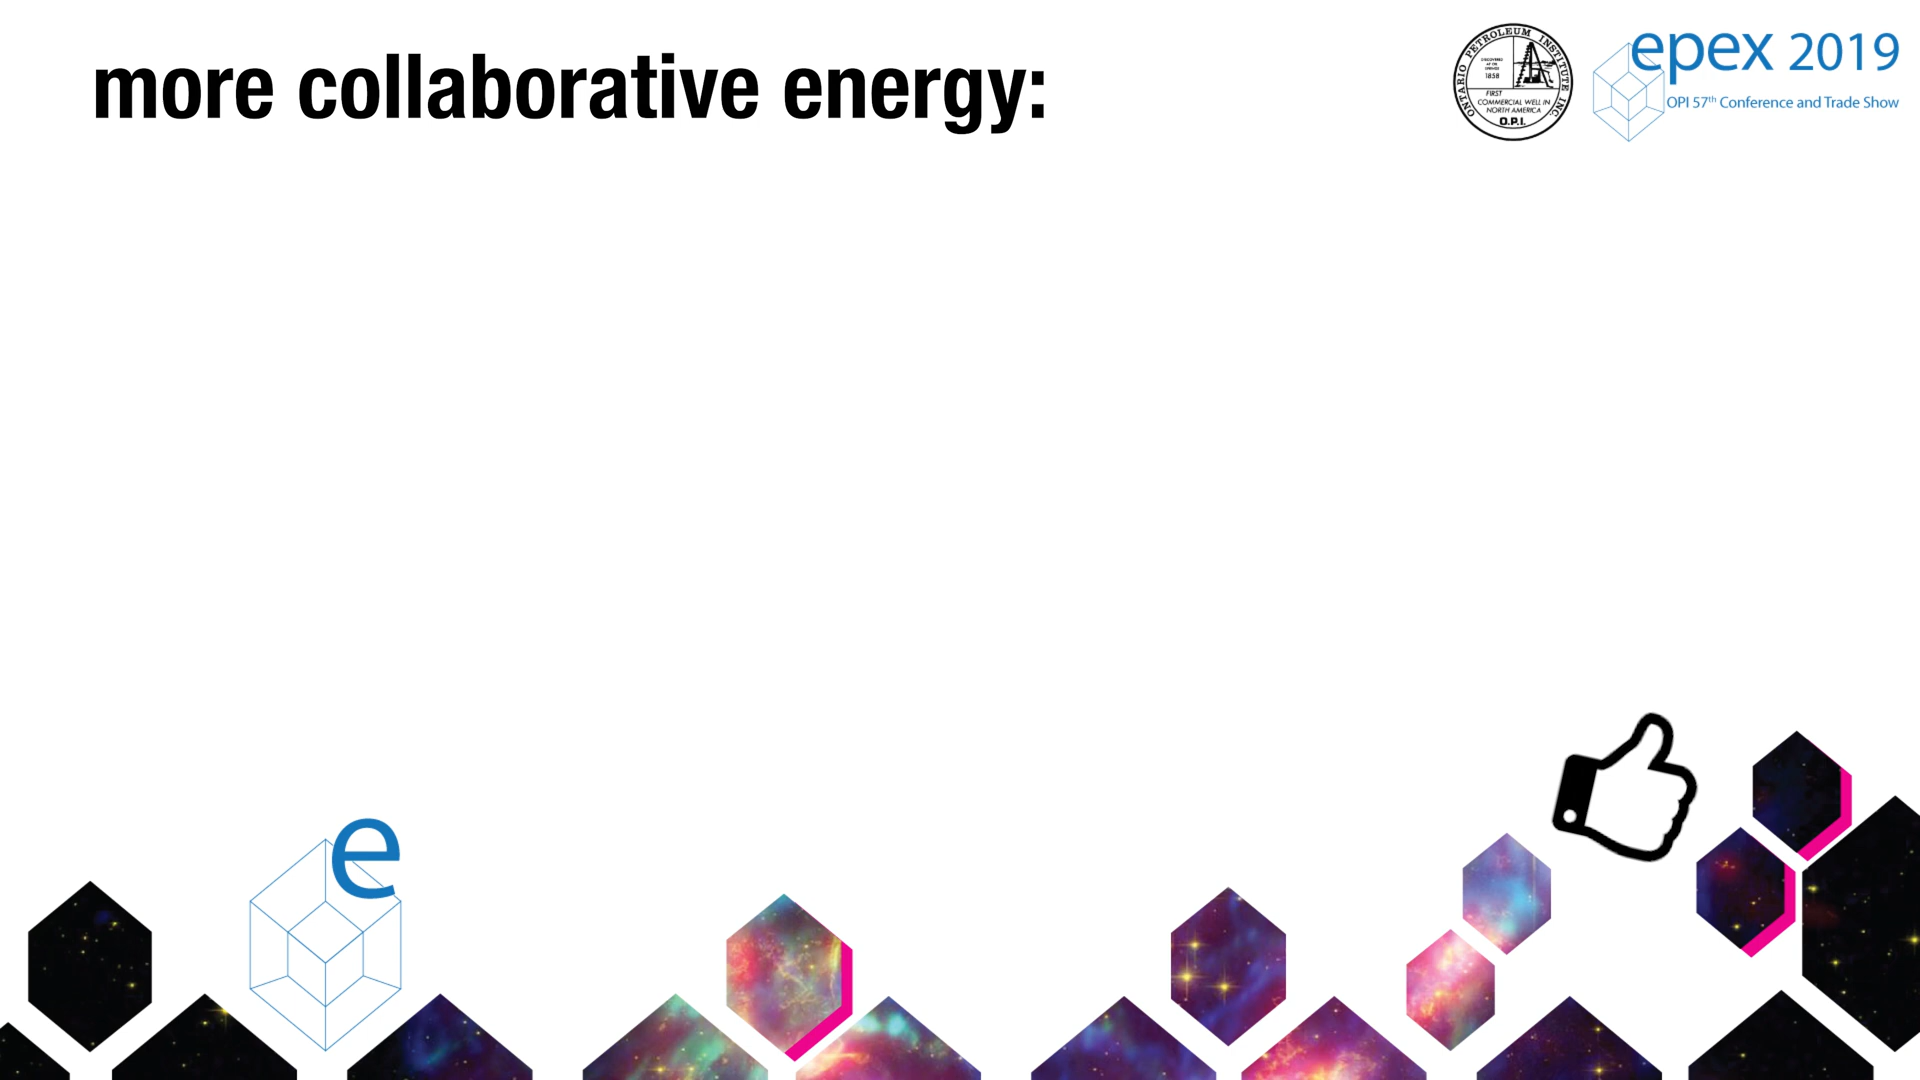 more collaborative energy:
ONTARIO PETROLEUM INSTITUTE INC.
1858
FIRST
COMMERCIAL WELL IN
NORTH AMERICA
O.P.I.
epex 2019
OPI 57th Conference and Trade Show
e